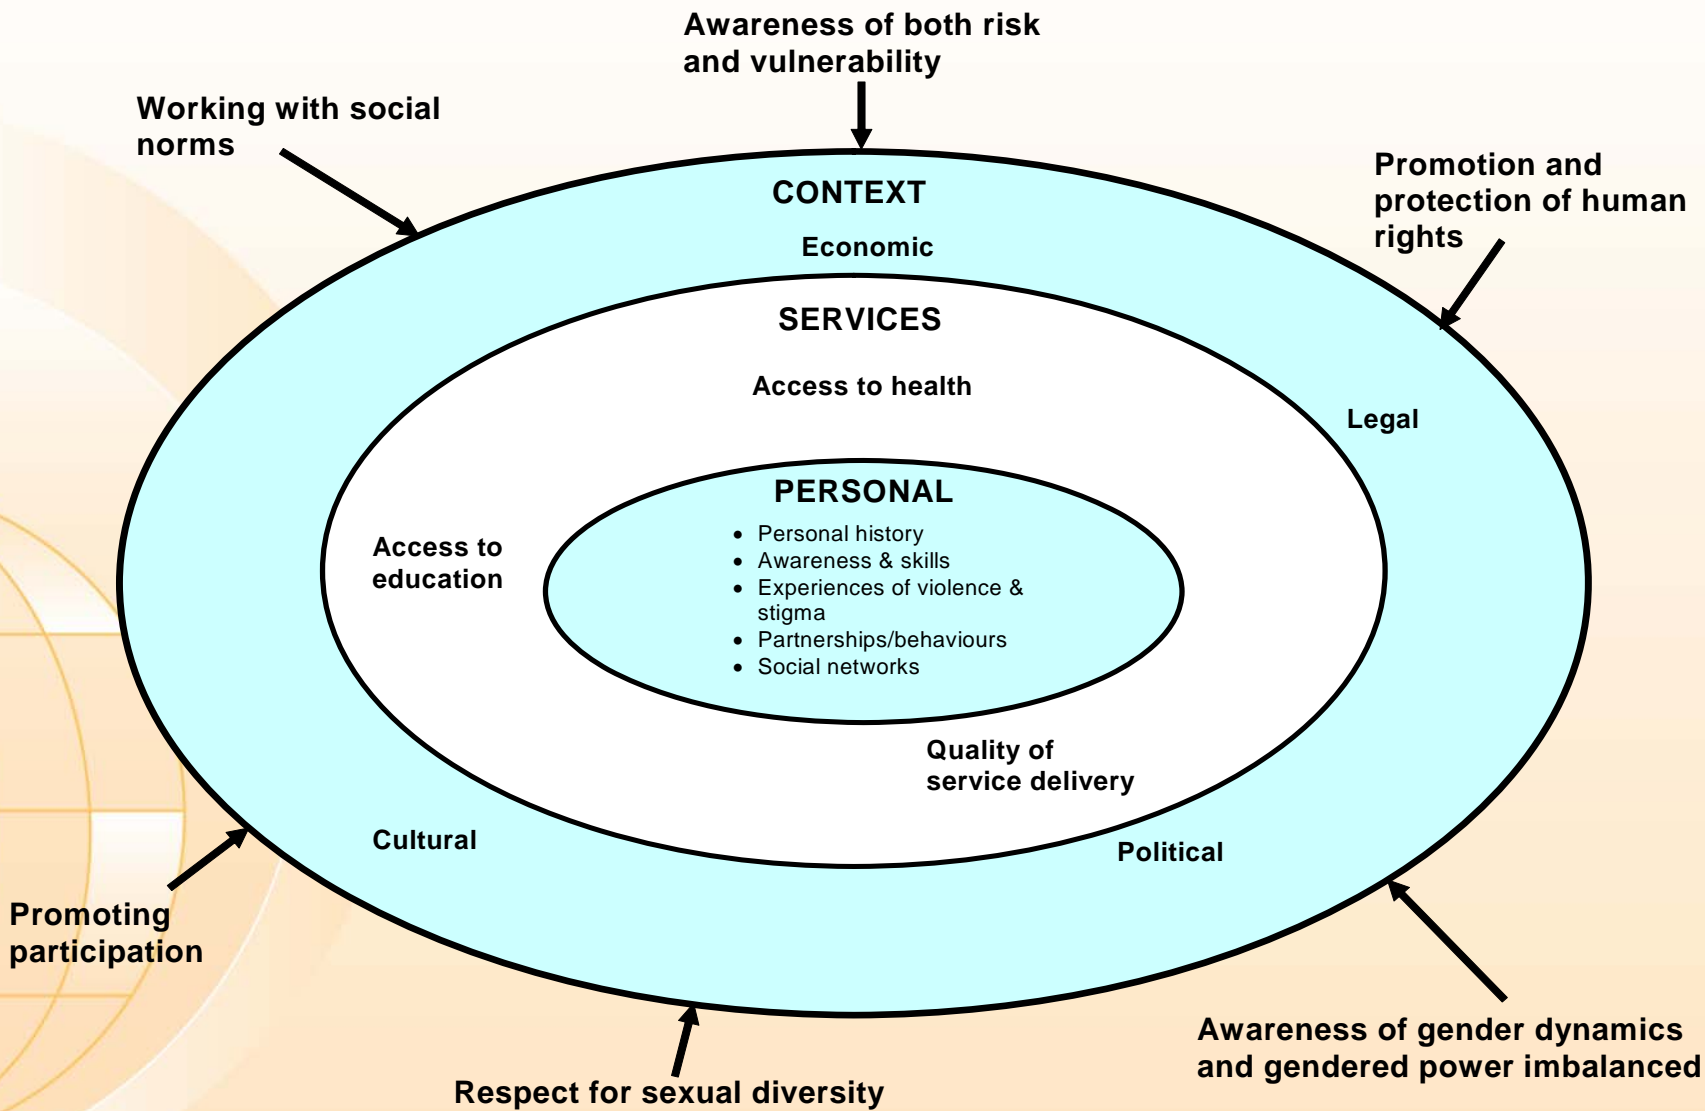 Awareness of both risk
and vulnerability
Working with social
norms
Promotion and
protection of human
rights
CONTEXT
Economic
SERVICES
Access to health
Legal
PERSONAL
• Personal history
• Awareness & skills
• Experiences of violence &
stigma
• Partnerships/behaviours
• Social networks
Access to
education
Quality of
service delivery
Cultural
Political
Promoting
participation
Awareness of gender dynamics
and gendered power imbalanced
Respect for sexual diversity